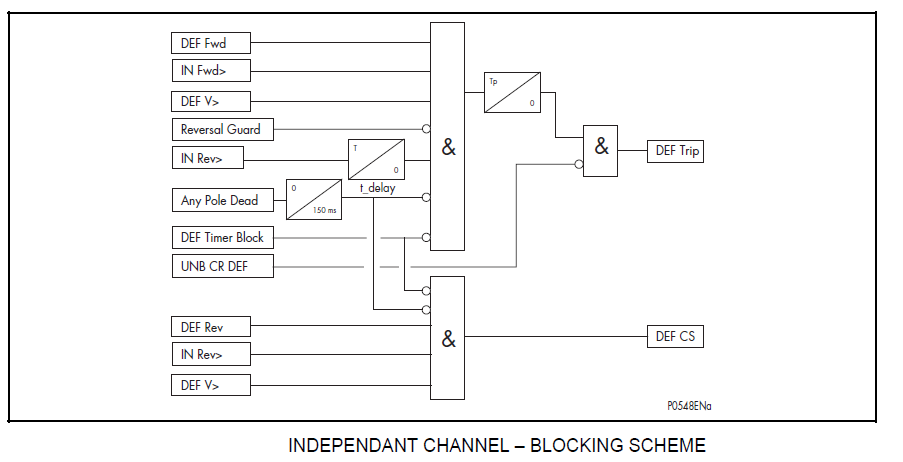 DEF Fwd
IN Fwd>
DEF V>
Reversal Guard
IN Rev>
Any Pole Dead
DEF Timer Block
UNB CR DEF
DEF Rev
IN Rev>
DEF V>
T
0
0
150 ms
t_delay
&
&
Tp
0
&
DEF Trip
DEF CS
P0548ENa
INDEPENDANT CHANNEL – BLOCKING SCHEME